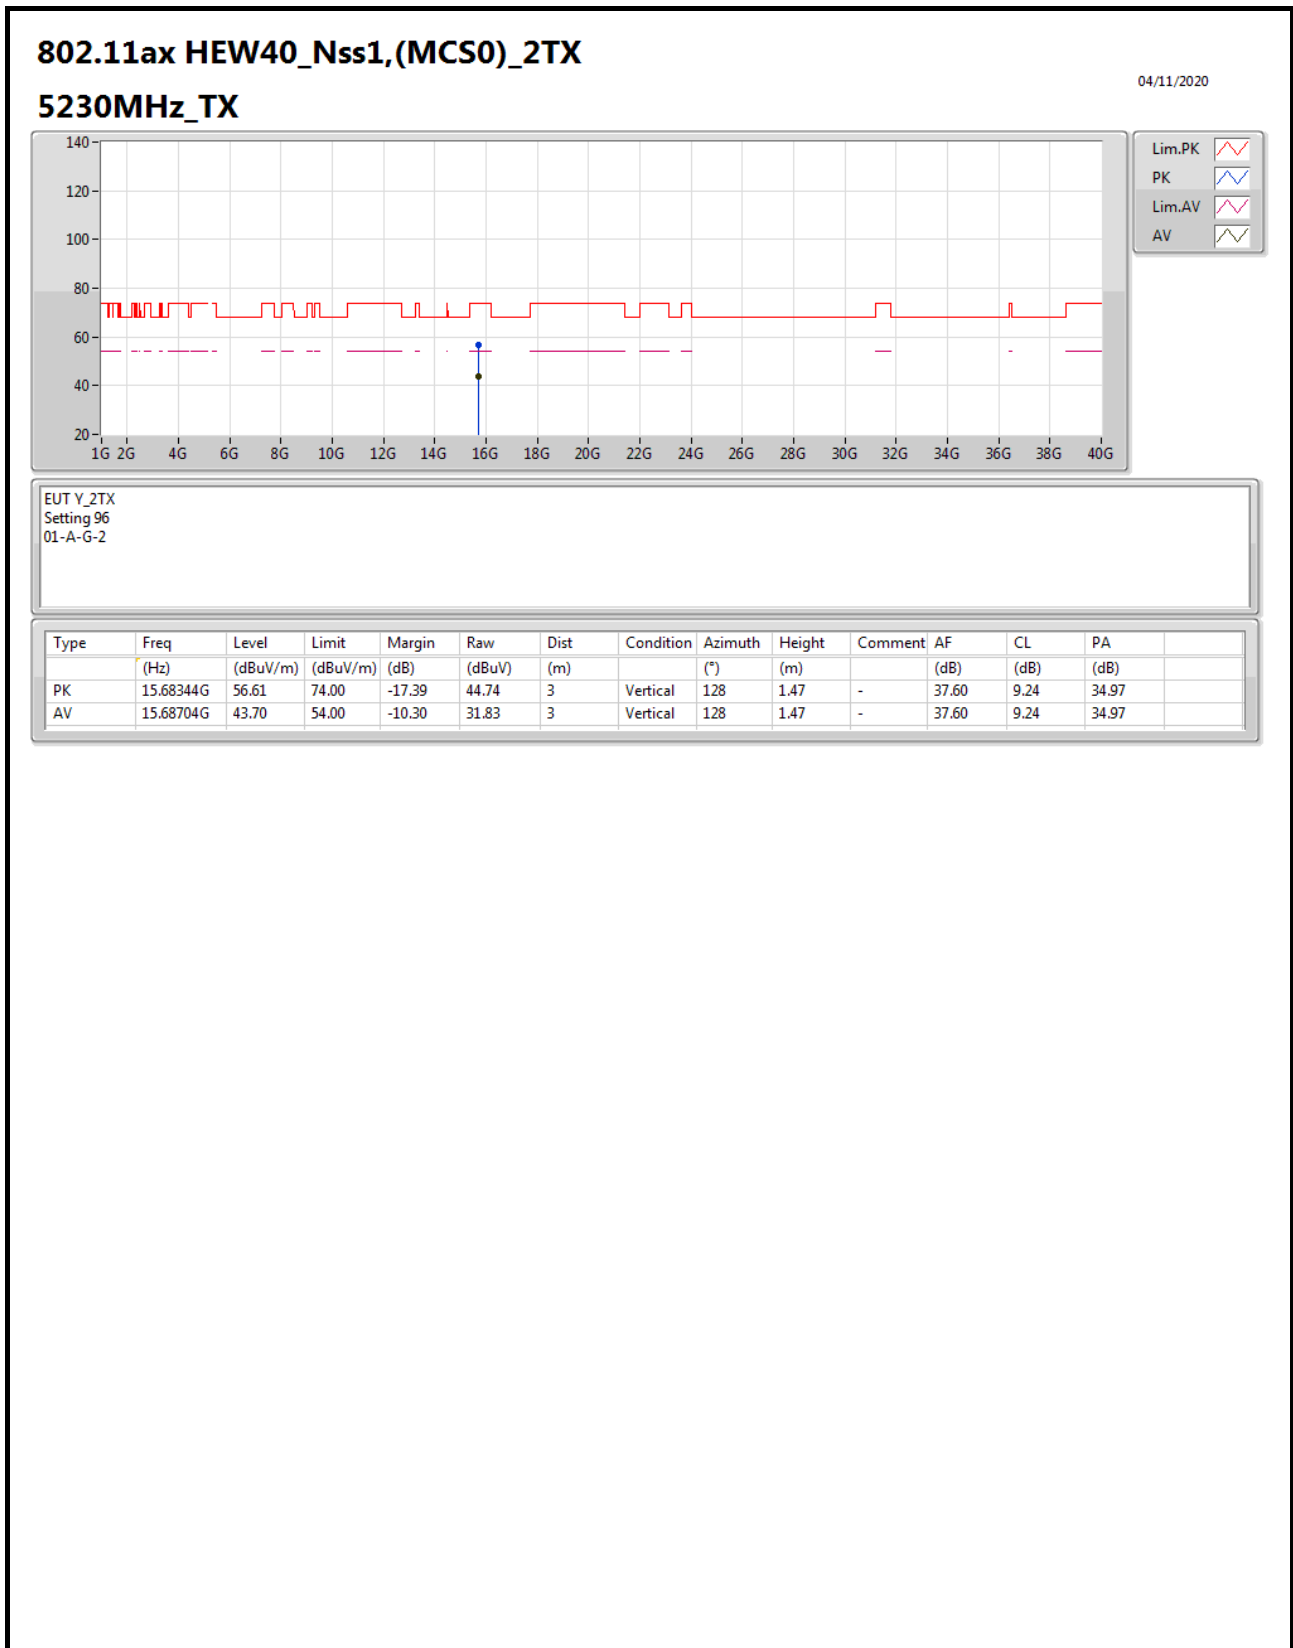 802.11ax HEW40_Nss1,(MCS0)_2TX
04/11/2020
5230MHz_TX
140
120
100
80
60
40
20
1G 2G 4G 6G 8G 10G 12G 14G 16G 18G 20G 22G 24G 26G 28G 30G 32G 34G 36G 38G 40G
Lim.PK
PK
Lim.AV
AV
EUT Y_2TX
Setting 96
01-A-G-2
Type Freq Level Limit Margin Raw Dist Condition Azimuth Height Comment AF CL PA
(Hz) (dBuV/m) (dBuV/m) (dB) (dBuV) (m) (°) (m) (dB) (dB) (dB)
PK 15.68344G 56.61 74.00 -17.39 44.74 3 Vertical 128 1.47 - 37.60 9.24 34.97
AV 15.68704G 43.70 54.00 -10.30 31.83 3 Vertical 128 1.47 - 37.60 9.24 34.97